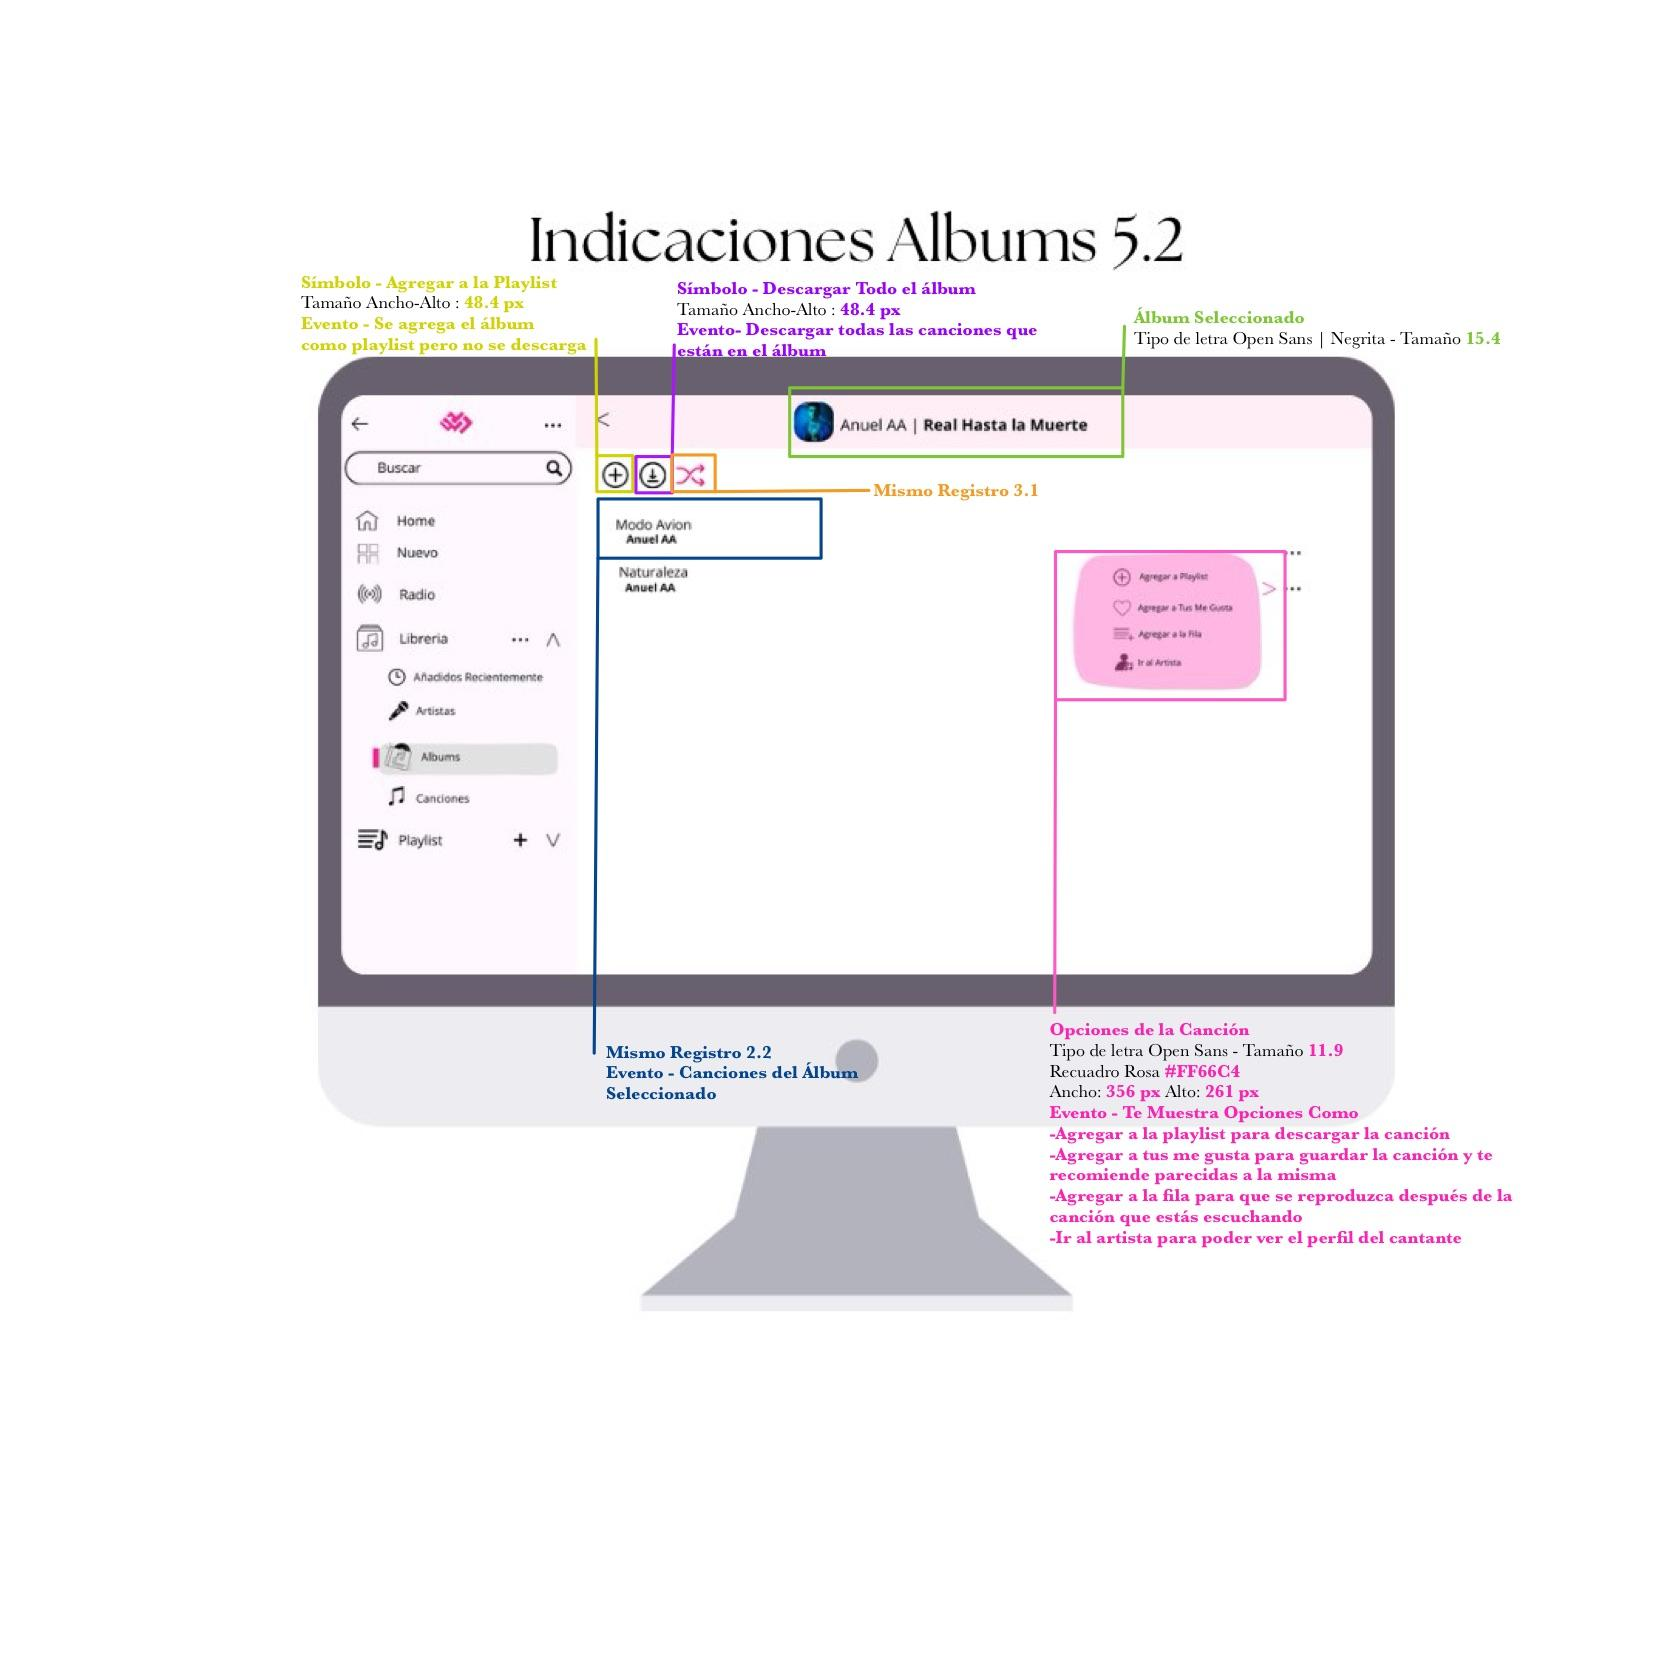 Indicaciones Albums 5.2
Símbolo - Agregar a la Playlist
Tamaño Ancho-Alto : 48.4 px
Evento - Se agrega el álbum
como playlist pero no se descarga
Símbolo - Descargar Todo el álbum
Tamaño Ancho-Alto : 48.4 px
Evento- Descargar todas las canciones que
están en el álbum
Álbum Seleccionado
Tipo de letra Open Sans | Negrita - Tamaño 15.4
Anuel AA | Real Hasta la Muerte
Buscar
Home
Nuevo
Radio
Libreria
Añadidos Recientemente
Artistas
Albums
Canciones
Playlist
Mismo Registro 3.1
Modo Avion
Anuel AA
Naturaleza
Anuel AA
Agregar a Playlist
Agregar a Tus Me Gusta
Agregar a la Fila
Ir al Artista
Mismo Registro 2.2
Evento - Canciones del Álbum
Seleccionado
Opciones de la Canción
Tipo de letra Open Sans - Tamaño 11.9
Recuadro Rosa #FF66C4
Ancho: 356 px Alto: 261 px
Evento - Te Muestra Opciones Como
-Agregar a la playlist para descargar la canción
-Agregar a tus me gusta para guardar la canción y te
recomiende parecidas a la misma
-Agregar a la fila para que se reproduzca después de la
canción que estás escuchando
-Ir al artista para poder ver el perfil del cantante